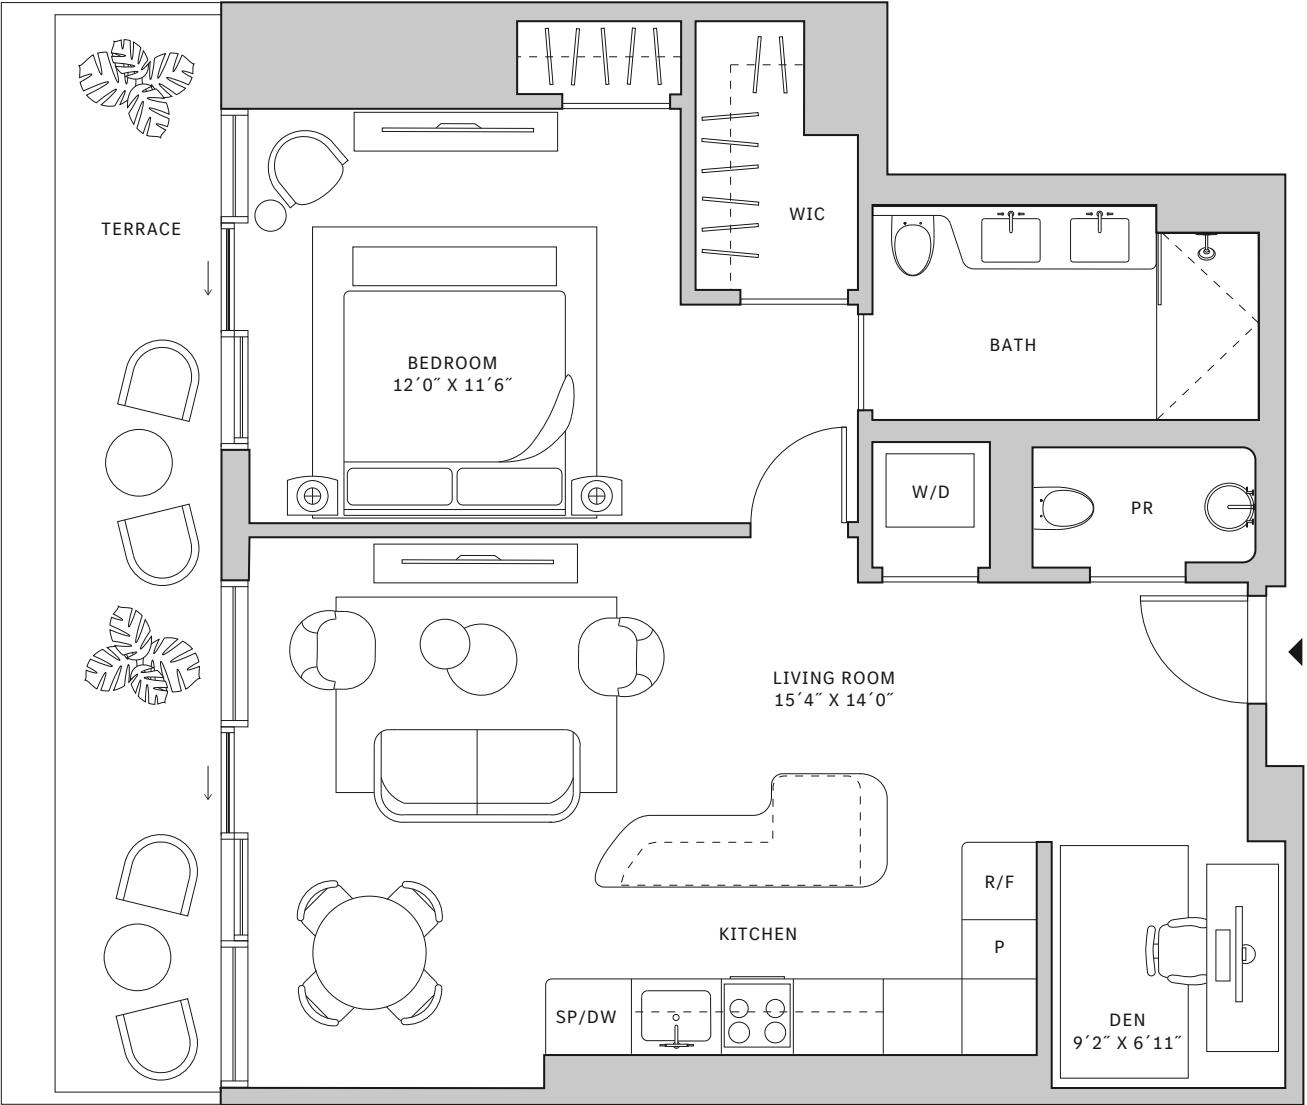 WIC
TERRACE
BATH
BEDROOM
12´0˝ X 11´6˝
W/D
PR
LIVING ROOM
15´4˝ X 14´0˝
R/F
KITCHEN
P
SP/DW
DEN
9´2˝ X 6´11˝